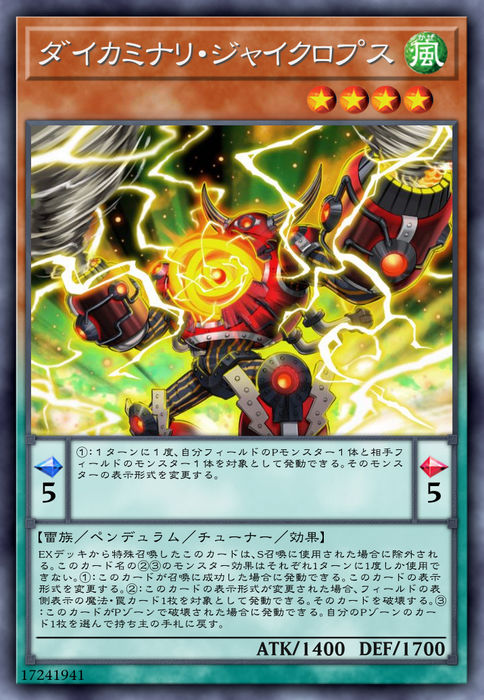 ダイカミナリ・ジャイクロプス
かぜ
風
①:1ターンに1度、自分フィールドのPモンスター1体と相手フ
ィールドのモンスター1体を対象として発動できる。そのモンス
ターの表示形式を変更する。
5
5
【雷族／ペンデュラム／チューナー／効果】
EXデッキから特殊召喚したこのカードは、S召喚に使用された場合に除外され
る。このカード名の②③のモンスター効果はそれぞれ1ターンに1度しか使用で
きない。①:このカードが召喚に成功した場合に発動できる。このカードの表示
形式を変更する。②:このカードの表示形式が変更された場合、フィールドの表
側表示の魔法・罠カード1枚を対象として発動できる。そのカードを破壊する。③
:このカードがPゾーンで破壊された場合に発動できる。自分のPゾーンのカー
ド1枚を選んで持ち主の手札に戻す。
ATK/1400 DEF/1700
17241941